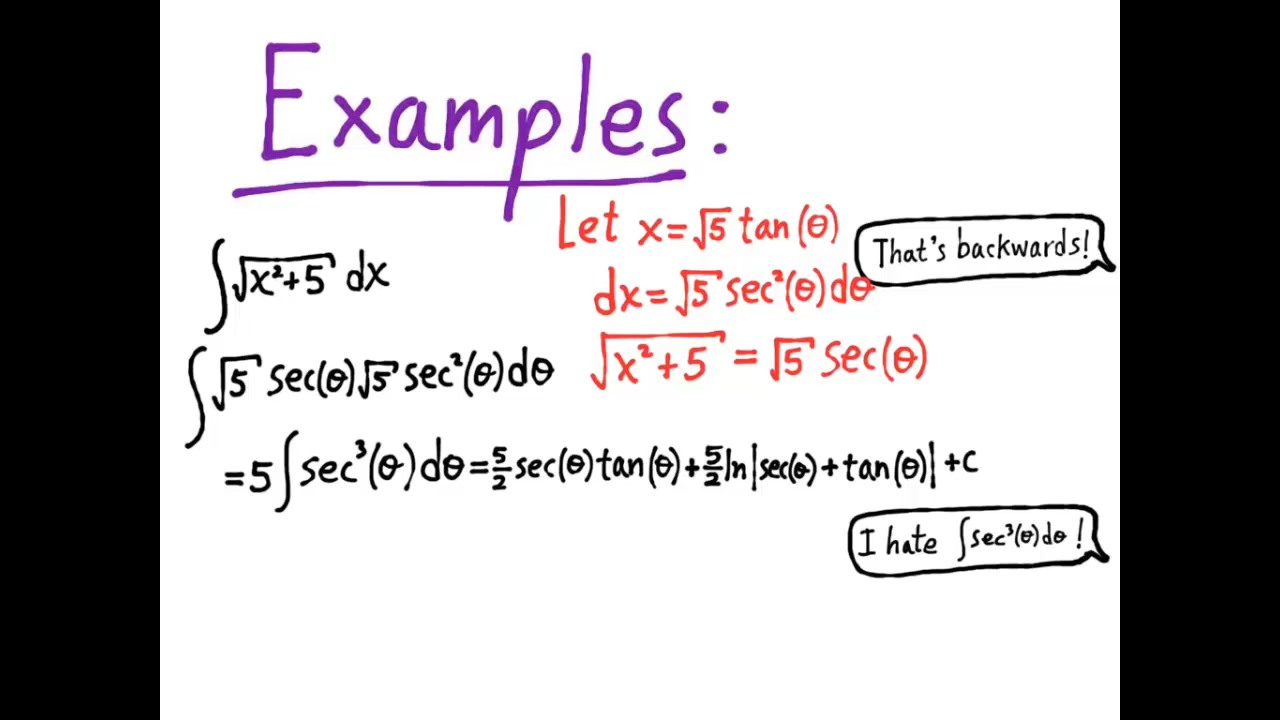 Examples:
Let x=√5 tan(θ)
That's backwards!
∫√(x²+5) dx
dx=√5 sec²(θ)dθ
√(x²+5) = √5 sec(θ)
∫√5 sec(θ)√5 sec²(θ)dθ
=5∫sec³(θ)dθ=5/2 sec(θ)tan(θ)+5/2 ln|sec(θ)+tan(θ)|+c
I hate ∫sec³(θ)dθ!